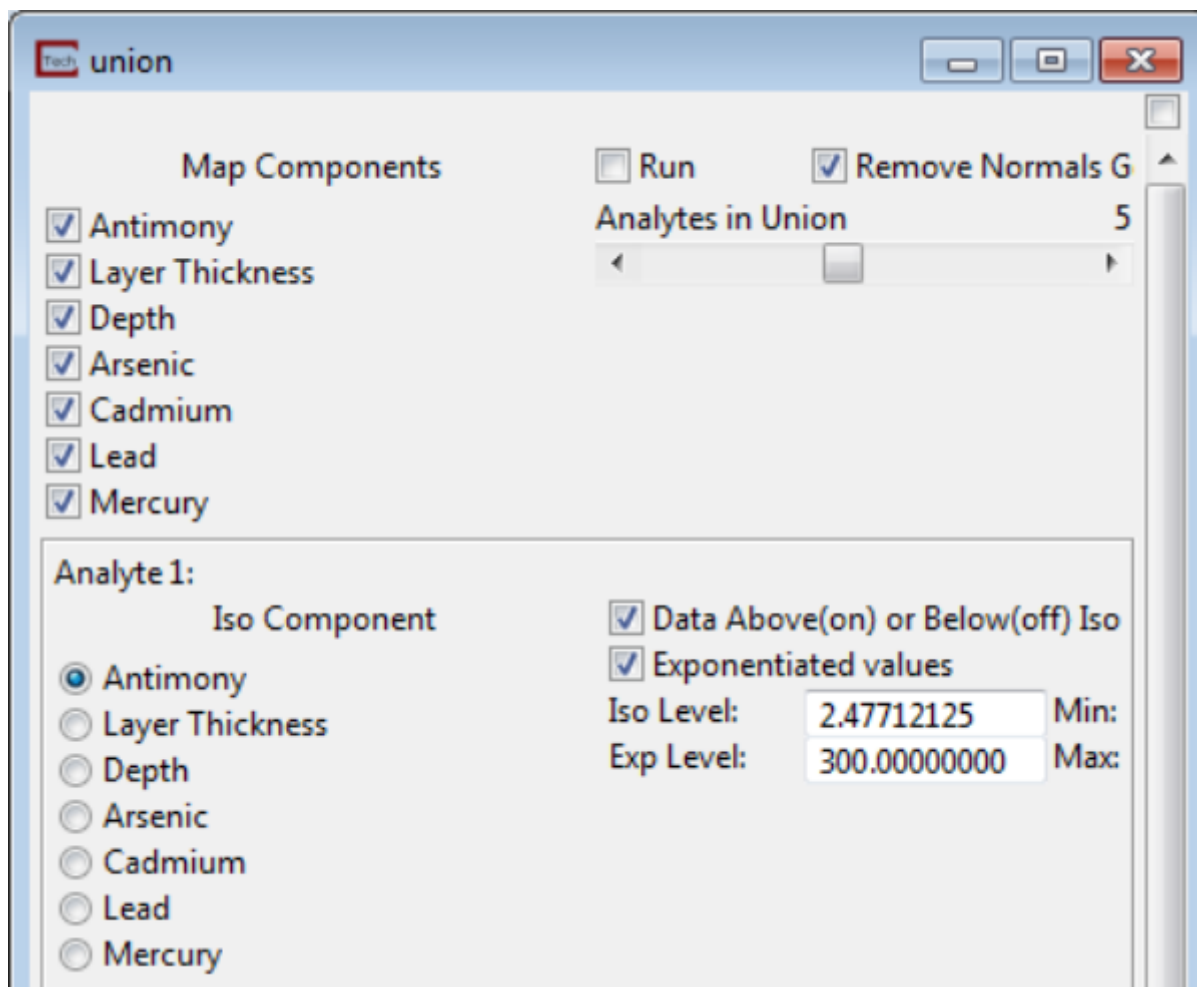 Tech union
Map Components
Run
Remove Normals G
Antimony
Layer Thickness
Depth
Arsenic
Cadmium
Lead
Mercury
Analytes in Union 5
Analyte 1:
Iso Component
Antimony
Layer Thickness
Depth
Arsenic
Cadmium
Lead
Mercury
Data Above(on) or Below(off) Iso
Exponentiated values
Iso Level: 2.47712125 Min:
Exp Level: 300.00000000 Max: